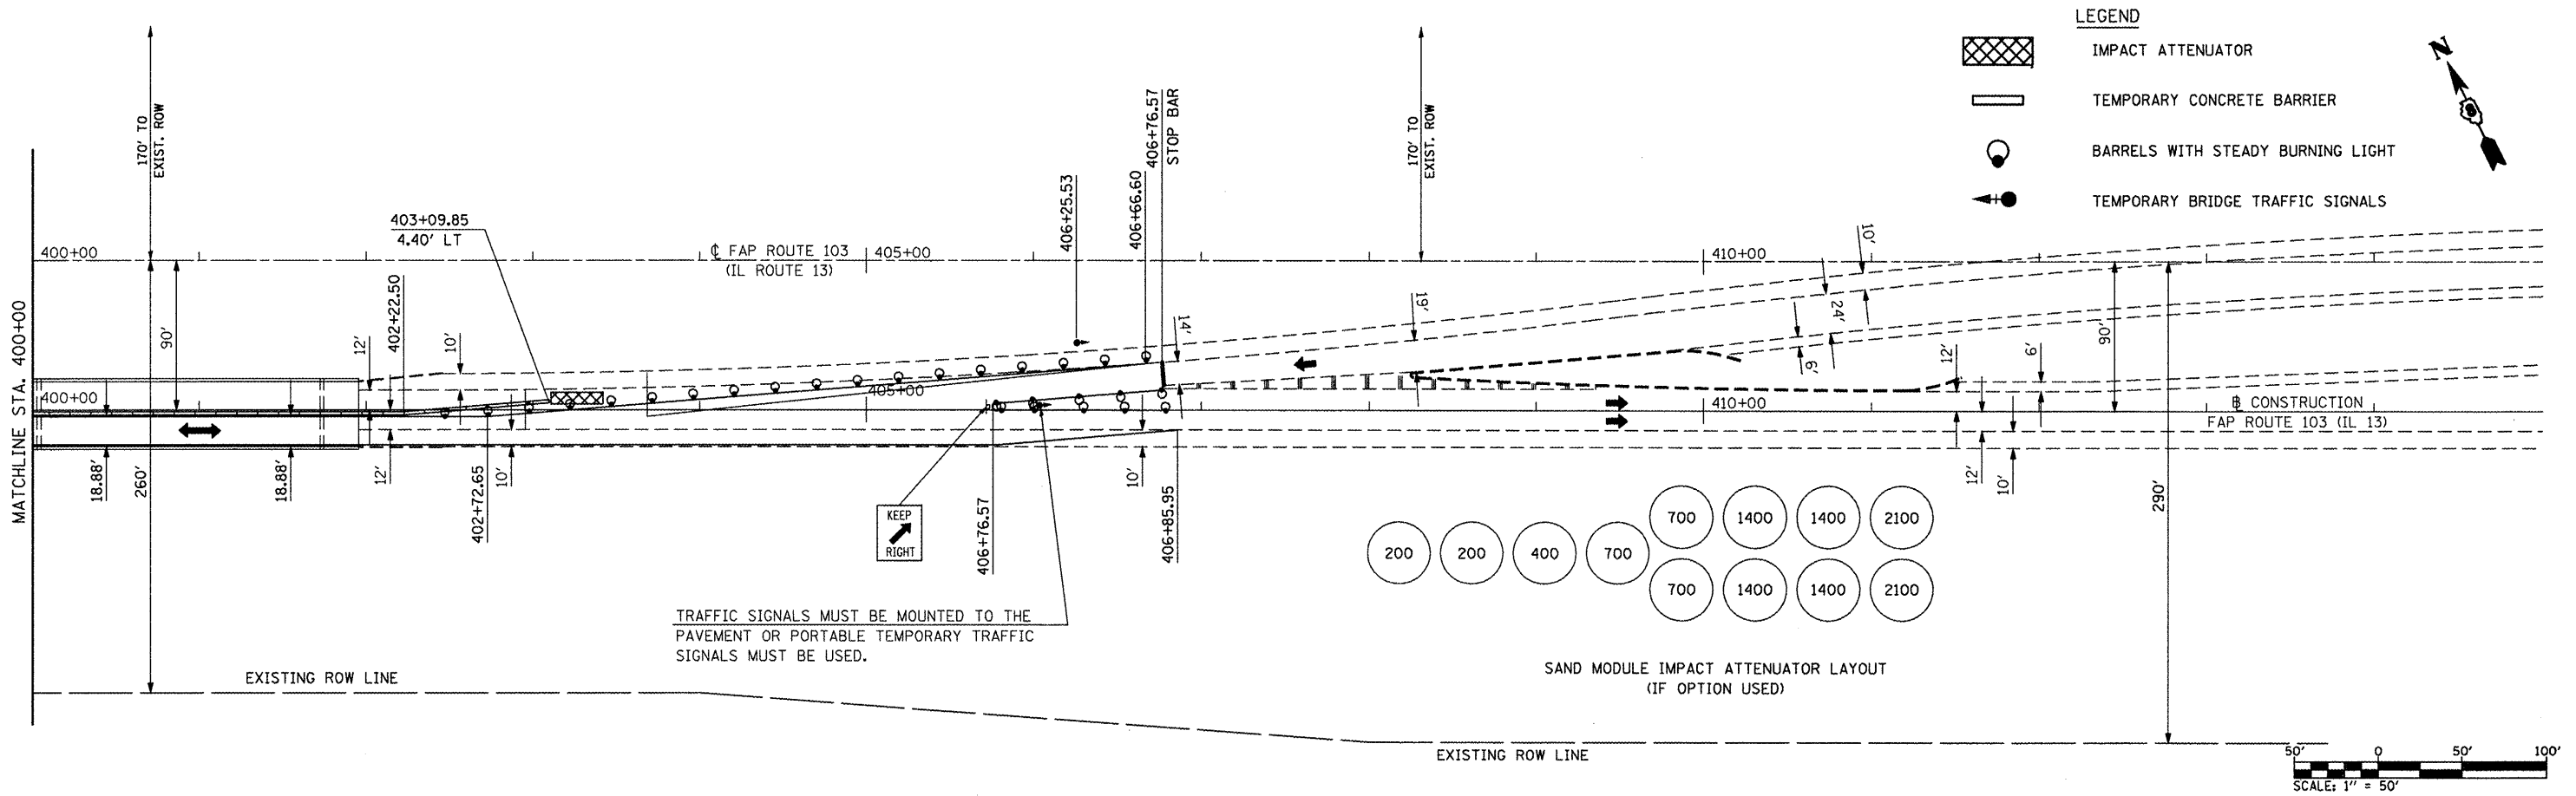 LEGEND
IMPACT ATTENUATOR
TEMPORARY CONCRETE BARRIER
BARRELS WITH STEADY BURNING LIGHT
TEMPORARY BRIDGE TRAFFIC SIGNALS
N
170' TO
EXIST. ROW
170' TO
EXIST. ROW
406+76.57
STOP BAR
406+66.60
406+25.53
403+09.85
4.40' LT
400+00
℄ FAP ROUTE 103
(IL ROUTE 13)
405+00
410+00
10'
24'
6'
19'
14'
90'
12'
402+22.50
10'
MATCHLINE STA. 400+00
400+00
405+00
410+00
12'
6'
90'
℔ CONSTRUCTION
FAP ROUTE 103 (IL 13)
18.88'
260'
18.88'
12'
402+72.65
10'
KEEP
RIGHT
406+76.57
10'
406+85.95
12'
10'
290'
200
200
400
700
700
1400
1400
2100
700
1400
1400
2100
TRAFFIC SIGNALS MUST BE MOUNTED TO THE
PAVEMENT OR PORTABLE TEMPORARY TRAFFIC
SIGNALS MUST BE USED.
EXISTING ROW LINE
SAND MODULE IMPACT ATTENUATOR LAYOUT
(IF OPTION USED)
EXISTING ROW LINE
50'
0
50'
100'
SCALE: 1" = 50'